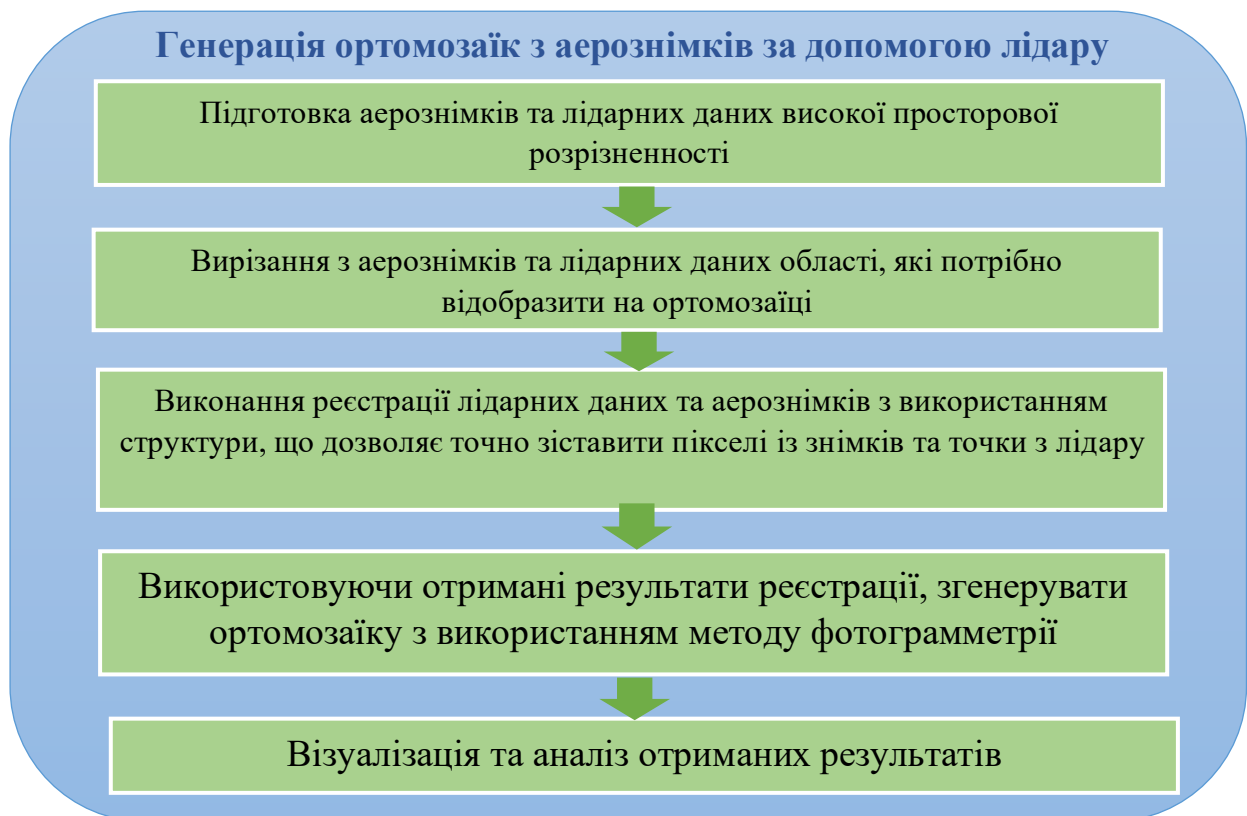 Генерація ортомозаїк з аерознімків за допомогою лідару
Підготовка аерознімків та лідарних даних високої просторової
розрізненності
Вирізання з аерознімків та лідарних даних області, які потрібно
відобразити на ортомозаїці
Виконання реєстрації лідарних даних та аерознімків з використанням
структури, що дозволяє точно зіставити пікселі із знімків та точки з лідару
Використовуючи отримані результати реєстрації, згенерувати
ортомозаїку з використанням методу фотограмметрії
Візуалізація та аналіз отриманих результатів